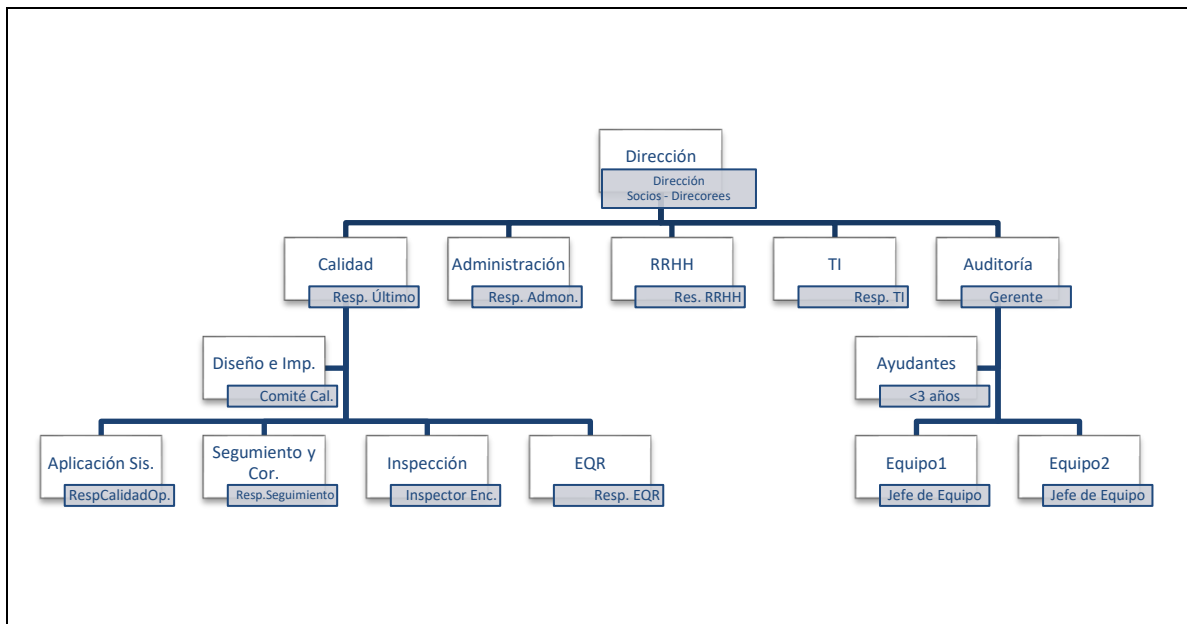 Dirección
Dirección
Socios - Direcorees
Calidad
Resp. Último
Administración
Resp. Admon.
RRHH
Res. RRHH
TI
Resp. TI
Auditoría
Gerente
Diseño e Imp.
Comité Cal.
Ayudantes
<3 años
Aplicación Sis.
RespCalidadOp.
Segumiento y
Cor.
Resp.Seguimiento
Inspección
Inspector Enc.
EQR
Resp. EQR
Equipo1
Jefe de Equipo
Equipo2
Jefe de Equipo